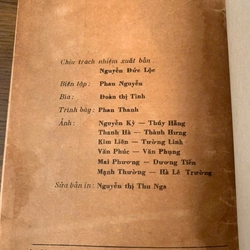 Chịu trách nhiệm xuất bản:
Nguyễn Đức Lộc
Biên tập: Phan Nguyễn
Bìa: Đoàn thị Tỉnh
Trình bày: Phan Thanh
Ảnh: Nguyễn Kỳ — Thúy Hằng
Thanh Hà — Thành Hưng
Kim Liên — Tường Linh
Văn Phúc — Văn Phụng
Mai Phương — Dương Tiến
Mạnh Thường — Hà Lê Trường
Sửa bản in: Nguyễn thị Thu Nga